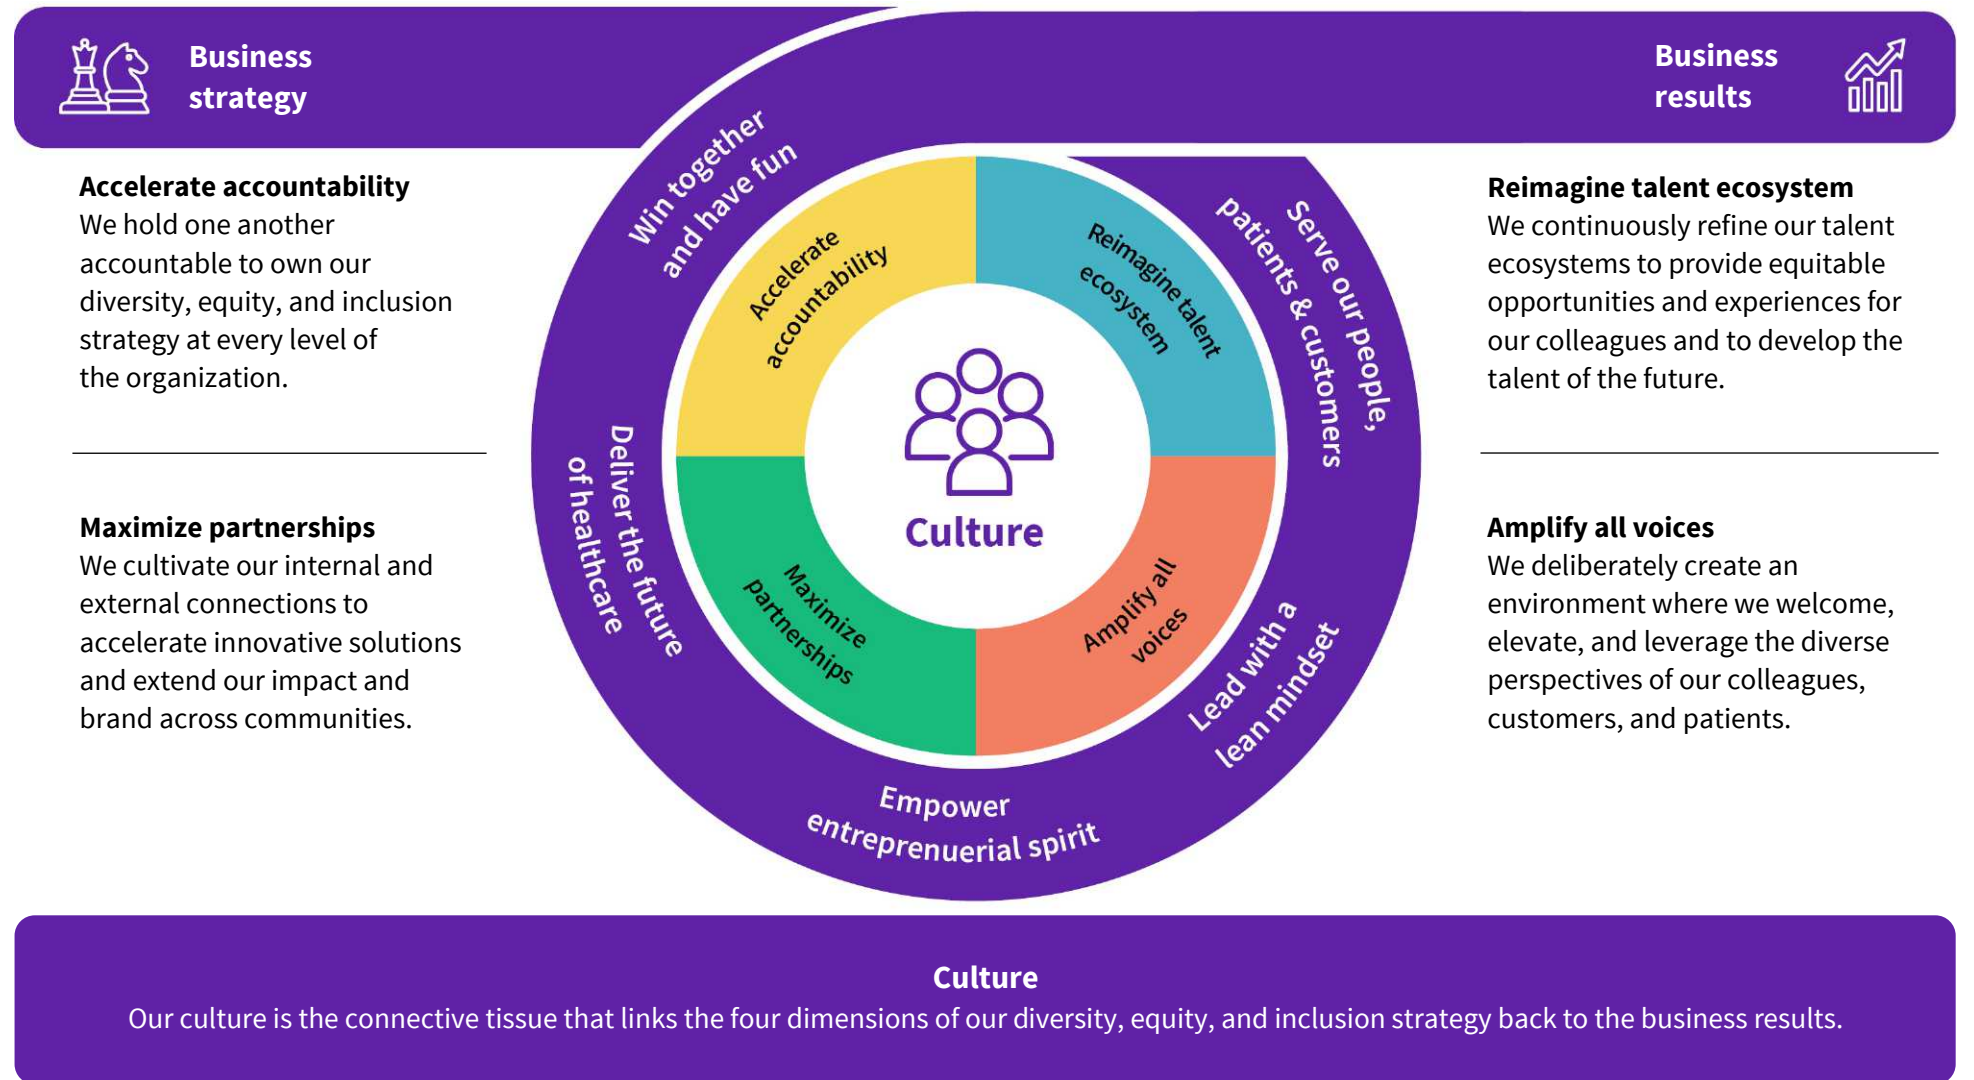 Business
strategy
Business
results
Accelerate accountability
We hold one another
accountable to own our
diversity, equity, and inclusion
strategy at every level of
the organization.
Maximize partnerships
We cultivate our internal and
external connections to
accelerate innovative solutions
and extend our impact and
brand across communities.
Win together
and have fun
Deliver the future
of healthcare
Empower
entreprenuerial spirit
Lead with a
lean mindset
Serve our people,
patients & customers
Accelerate
accountability
Reimagine talent
ecosystem
Maximize
partnerships
Amplify all
voices
Culture
Reimagine talent ecosystem
We continuously refine our talent
ecosystems to provide equitable
opportunities and experiences for
our colleagues and to develop the
talent of the future.
Amplify all voices
We deliberately create an
environment where we welcome,
elevate, and leverage the diverse
perspectives of our colleagues,
customers, and patients.
Culture
Our culture is the connective tissue that links the four dimensions of our diversity, equity, and inclusion strategy back to the business results.